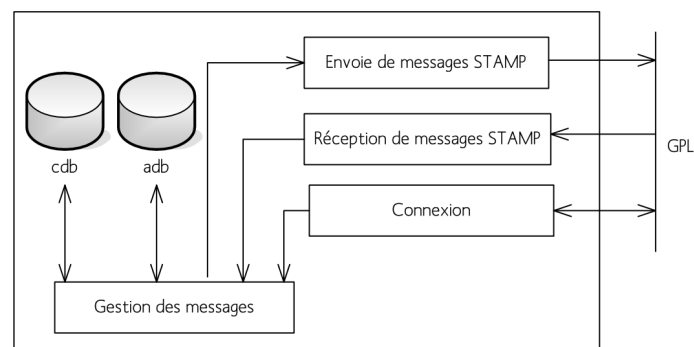 Envoie de messages STAMP
Réception de messages STAMP
GPL
cdb
adb
Connexion
Gestion des messages